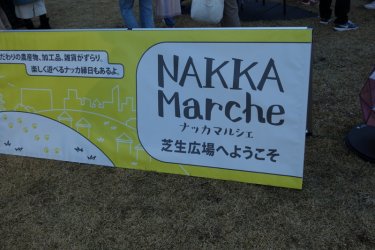 だわりの農産物、加工品、雑貨がずらり。
楽しく遊べるナッカ縁日もあるよ。
NAKKA
Marche
ナッカマルシェ
芝生広場へようこそ